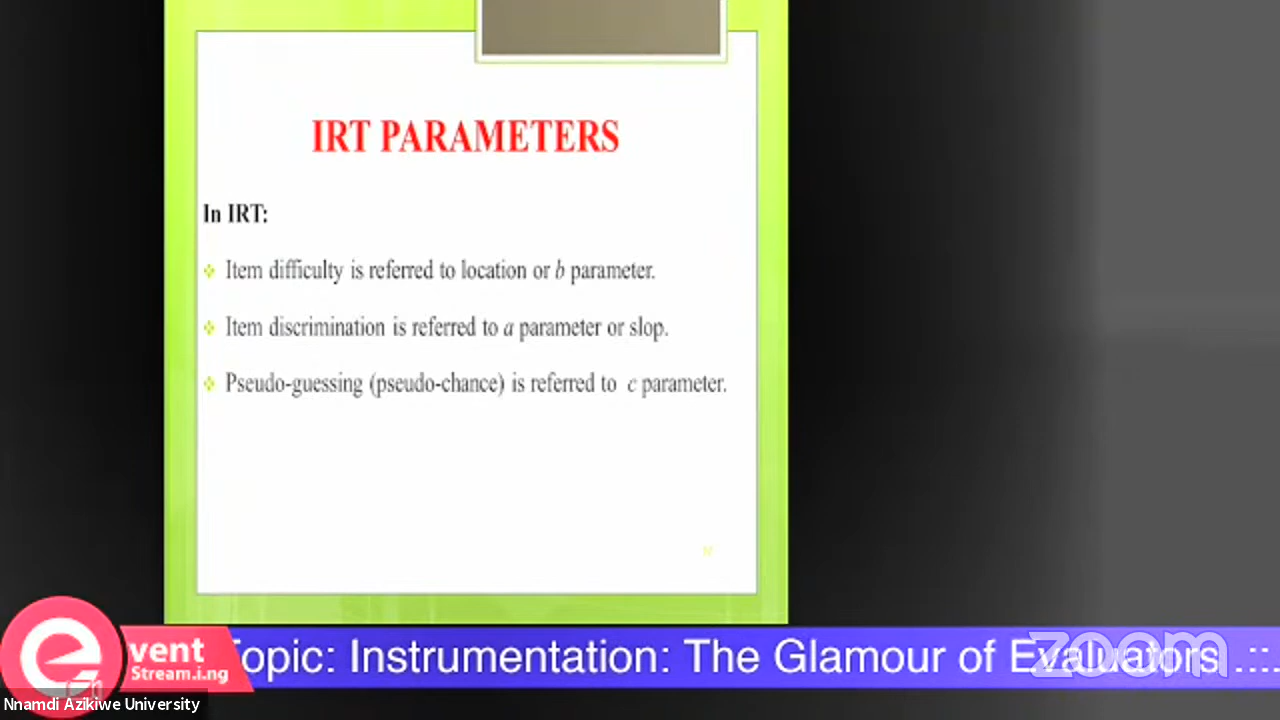 IRT PARAMETERS
In IRT:
Item difficulty is referred to location or b parameter.
Item discrimination is referred to a parameter or slop.
Pseudo-guessing (pseudo-chance) is referred to c parameter.
event
Stream.i.ng
Topic: Instrumentation: The Glamour of Evaluators .::.
zoom
Nnamdi Azikiwe University